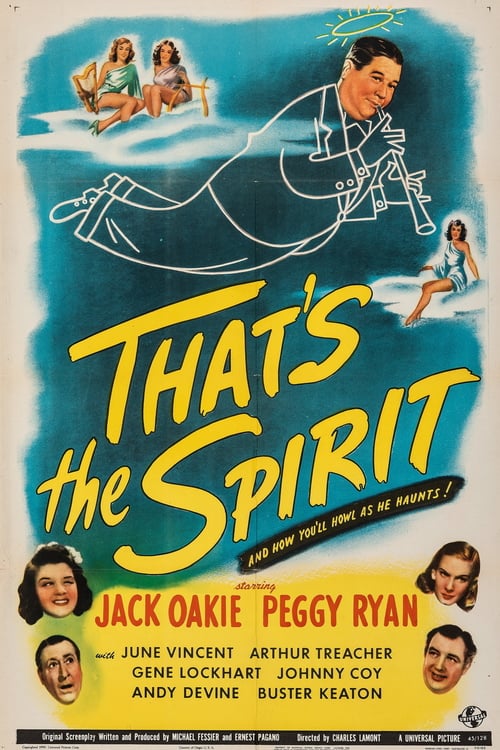 THAT'S
the SPIRIT
AND HOW YOU'LL HOWL AS HE HAUNTS!
starring
JACK OAKIE PEGGY RYAN
with JUNE VINCENT ARTHUR TREACHER
GENE LOCKHART JOHNNY COY
ANDY DEVINE BUSTER KEATON
UNIVERSAL
Original Screenplay Written and Produced by MICHAEL FESSIER and ERNEST PAGANO Directed by CHARLES LAMONT A UNIVERSAL PICTURE 45/128